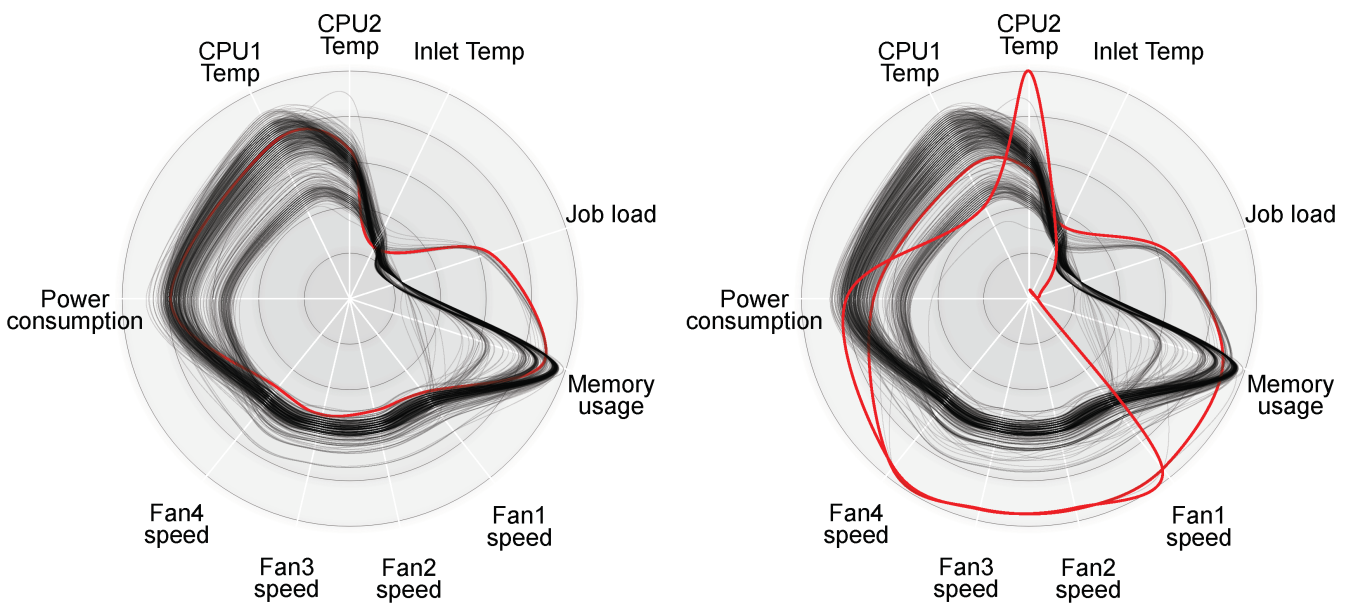 CPU2
Temp
CPU1
Temp
Inlet Temp
Job load
Power
consumption
Memory
usage
Fan4
speed
Fan1
speed
Fan3
speed
Fan2
speed
CPU2
Temp
CPU1
Temp
Inlet Temp
Job load
Power
consumption
Memory
usage
Fan4
speed
Fan1
speed
Fan3
speed
Fan2
speed